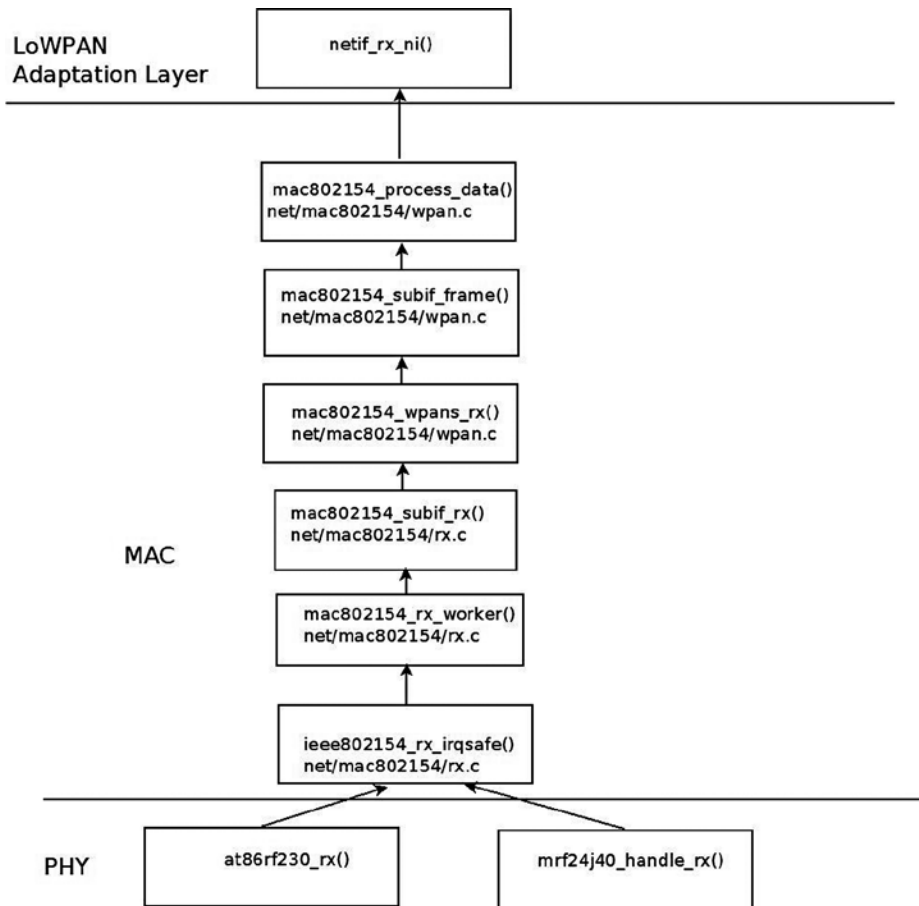 LoWPAN
Adaptation Layer
netif_rx_ni()
mac802154_process_data()
net/mac802154/wpan.c
mac802154_subif_frame()
net/mac802154/wpan.c
mac802154_wpans_rx()
net/mac802154/wpan.c
mac802154_subif_rx()
net/mac802154/rx.c
MAC
mac802154_rx_worker()
net/mac802154/rx.c
ieee802154_rx_irqsafe()
net/mac802154/rx.c
PHY
at86rf230_rx()
mrf24j40_handle_rx()